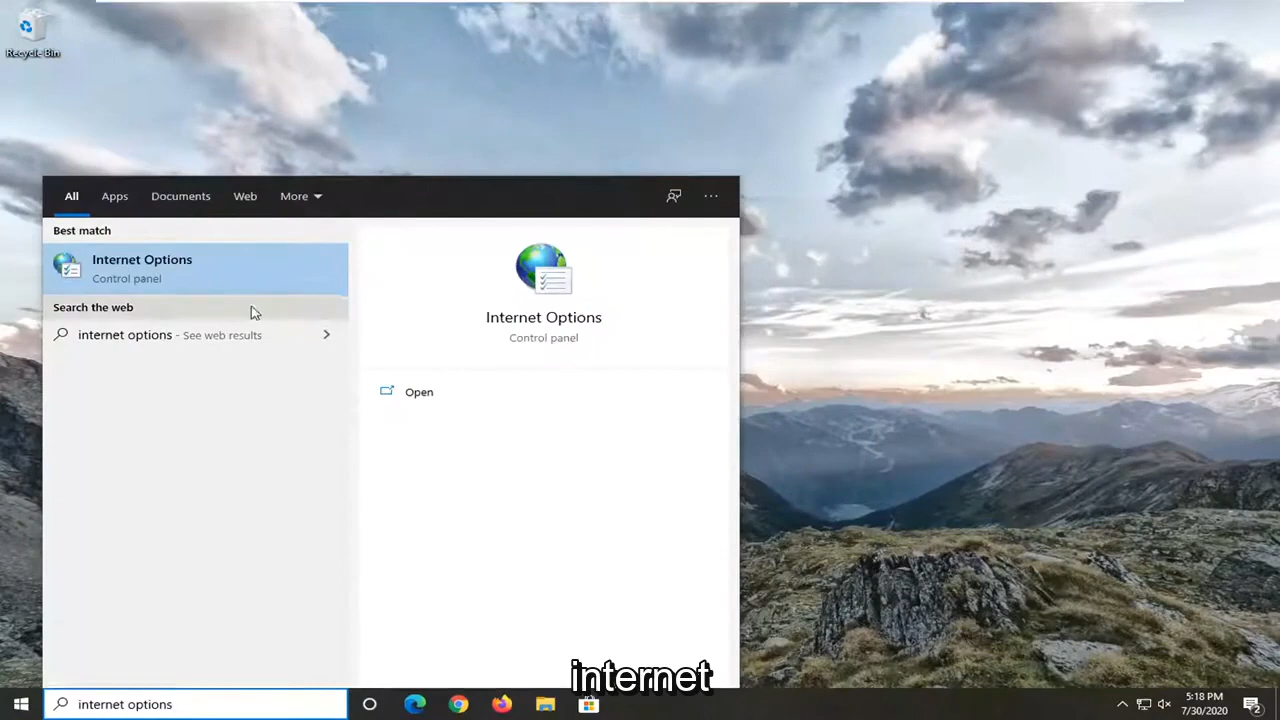 Recycle Bin
All Apps Documents Web More
Best match
Internet Options
Control panel
Search the web
internet options - See web results
Internet Options
Control panel
Open
internet
internet options
5:18 PM
7/30/2020
2